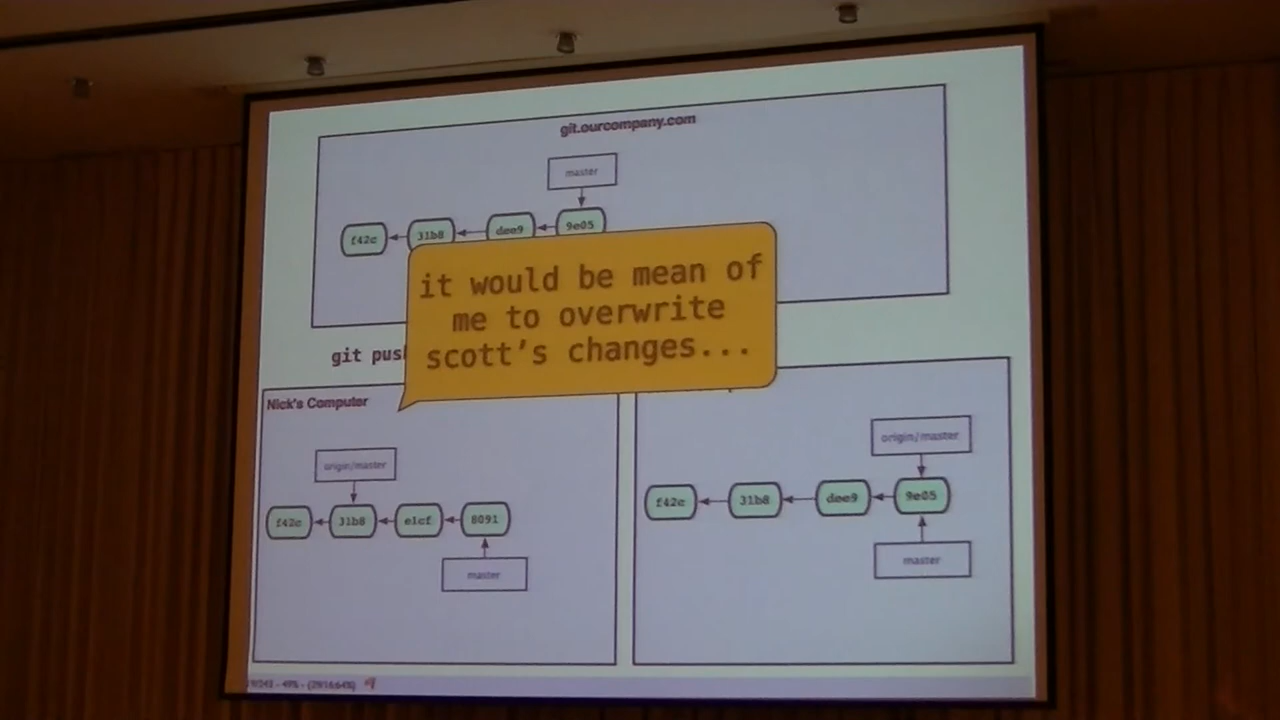 git.ourcompany.com
master
f42c
31b8
dee9
9e05
it would be mean of
me to overwrite
scott's changes...
git pus
Nick's Computer
origin/master
f42c
31b8
e1cf
8091
master
origin/master
f42c
31b8
dee9
9e05
master